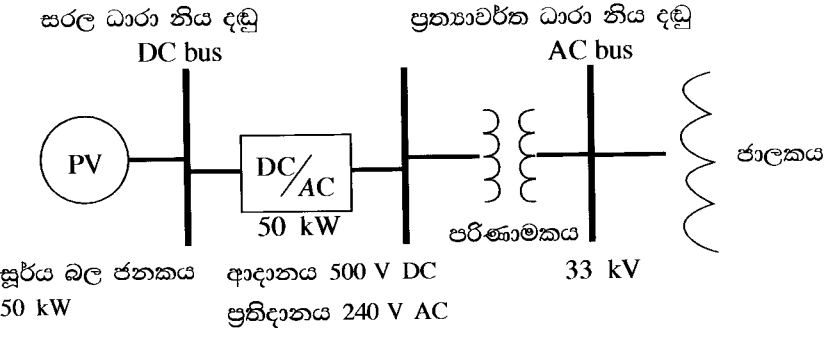 සරල ධාරා නිය දඬු
DC bus
ප්‍රත්‍යාවර්ත ධාරා නිය දඬු
AC bus
PV
DC/AC
50 kW
පරිණාමකය
ජාලකය
සූර්ය බල ජනකය
50 kW
ආදානය 500 V DC
ප්‍රතිදානය 240 V AC
33 kV